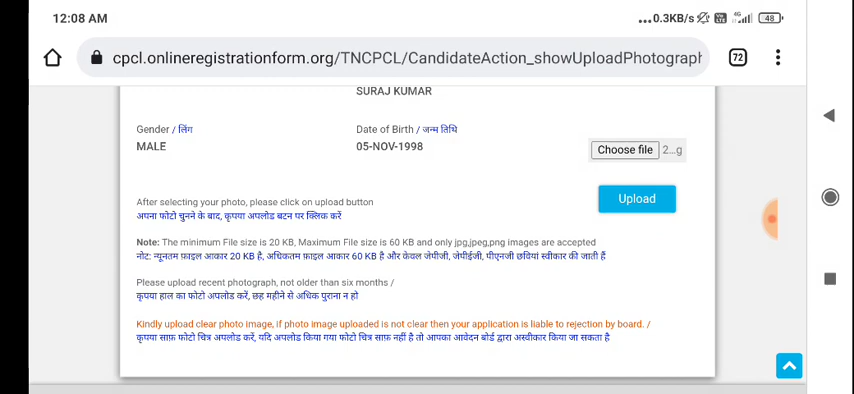 12:08 AM
...0.3KB/s 4G 48
cpcl.onlineregistrationform.org/TNCPCL/CandidateAction_showUploadPhotograph
72
SURAJ KUMAR
Gender / लिंग
Date of Birth / जन्म तिथि
MALE
05-NOV-1998
Choose file 2...g
After selecting your photo, please click on upload button
अपना फोटो चुनने के बाद, कृपया अपलोड बटन पर क्लिक करें
Upload
Note: The minimum File size is 20 KB, Maximum File size is 60 KB and only jpg,jpeg,png images are accepted
नोट: न्यूनतम फ़ाइल आकार 20 KB है, अधिकतम फ़ाइल आकार 60 KB है और केवल जेपीजी, जेपीईजी, पीएनजी छवियां स्वीकार की जाती हैं
Please upload recent photograph, not older than six months /
कृपया हाल का फोटो अपलोड करें, छह महीने से अधिक पुराना न हो
Kindly upload clear photo image, if photo image uploaded is not clear then your application is liable to rejection by board. /
कृपया साफ़ फोटो चित्र अपलोड करें, यदि अपलोड किया गया फोटो चित्र साफ़ नहीं है तो आपका आवेदन बोर्ड द्वारा अस्वीकार किया जा सकता है